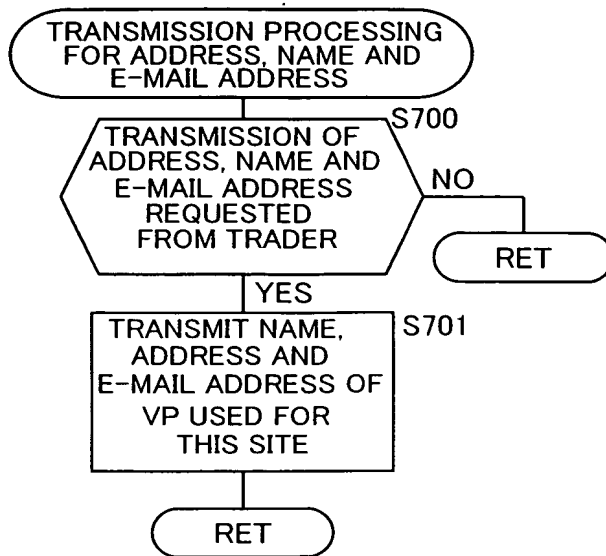 TRANSMISSION PROCESSING
FOR ADDRESS, NAME AND
E-MAIL ADDRESS
S700
TRANSMISSION OF
ADDRESS, NAME AND
E-MAIL ADDRESS
REQUESTED
FROM TRADER
NO
RET
YES
S701
TRANSMIT NAME,
ADDRESS AND
E-MAIL ADDRESS OF
VP USED FOR
THIS SITE
RET